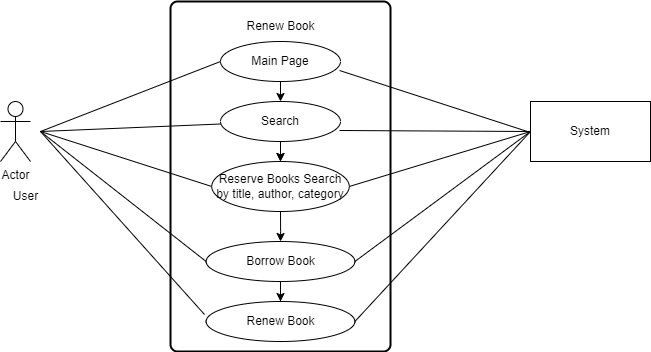 Renew Book
Main Page
Search
System
Actor
User
Reserve Books Search
by title, author, category
Borrow Book
Renew Book